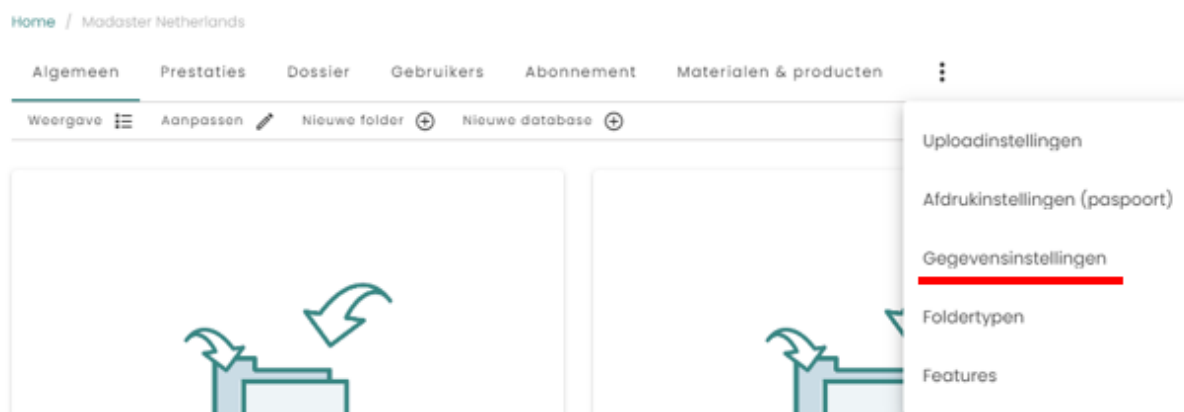 Home / Madaster Netherlands
Algemeen Prestaties Dossier Gebruikers Abonnement Materialen & producten
Weergave Aanpassen Nieuwe folder Nieuwe database
Uploadinstellingen
Afdrukinstellingen (paspoort)
Gegevensinstellingen
Foldertypen
Features